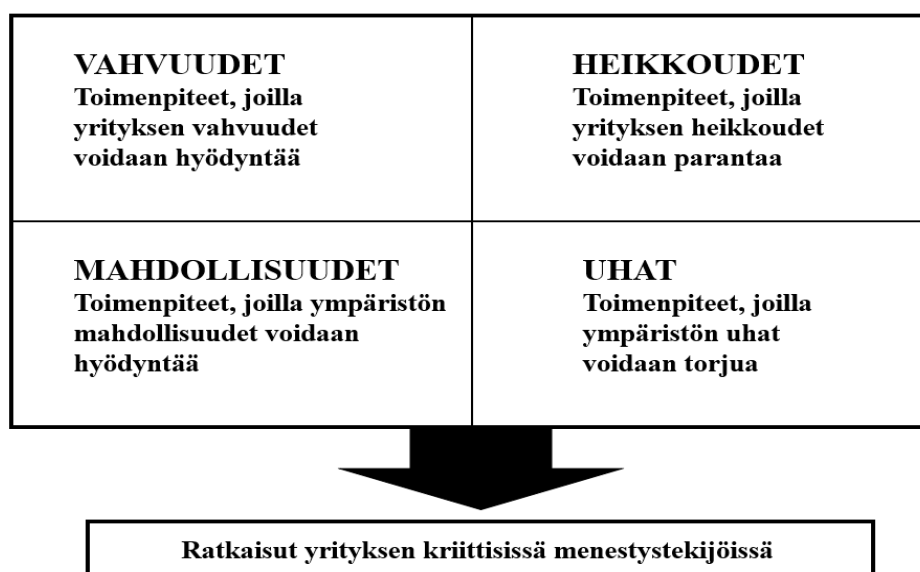 VAHVUUDET
Toimenpiteet, joilla
yrityksen vahvuudet
voidaan hyödyntää
HEIKKOUDET
Toimenpiteet, joilla
yrityksen heikkoudet
voidaan parantaa
MAHDOLLISUUDET
Toimenpiteet, joilla ympäristön
mahdollisuudet voidaan
hyödyntää
UHAT
Toimenpiteet, joilla
ympäristön uhat
voidaan torjua
Ratkaisut yrityksen kriittisissä menestystekijöissä